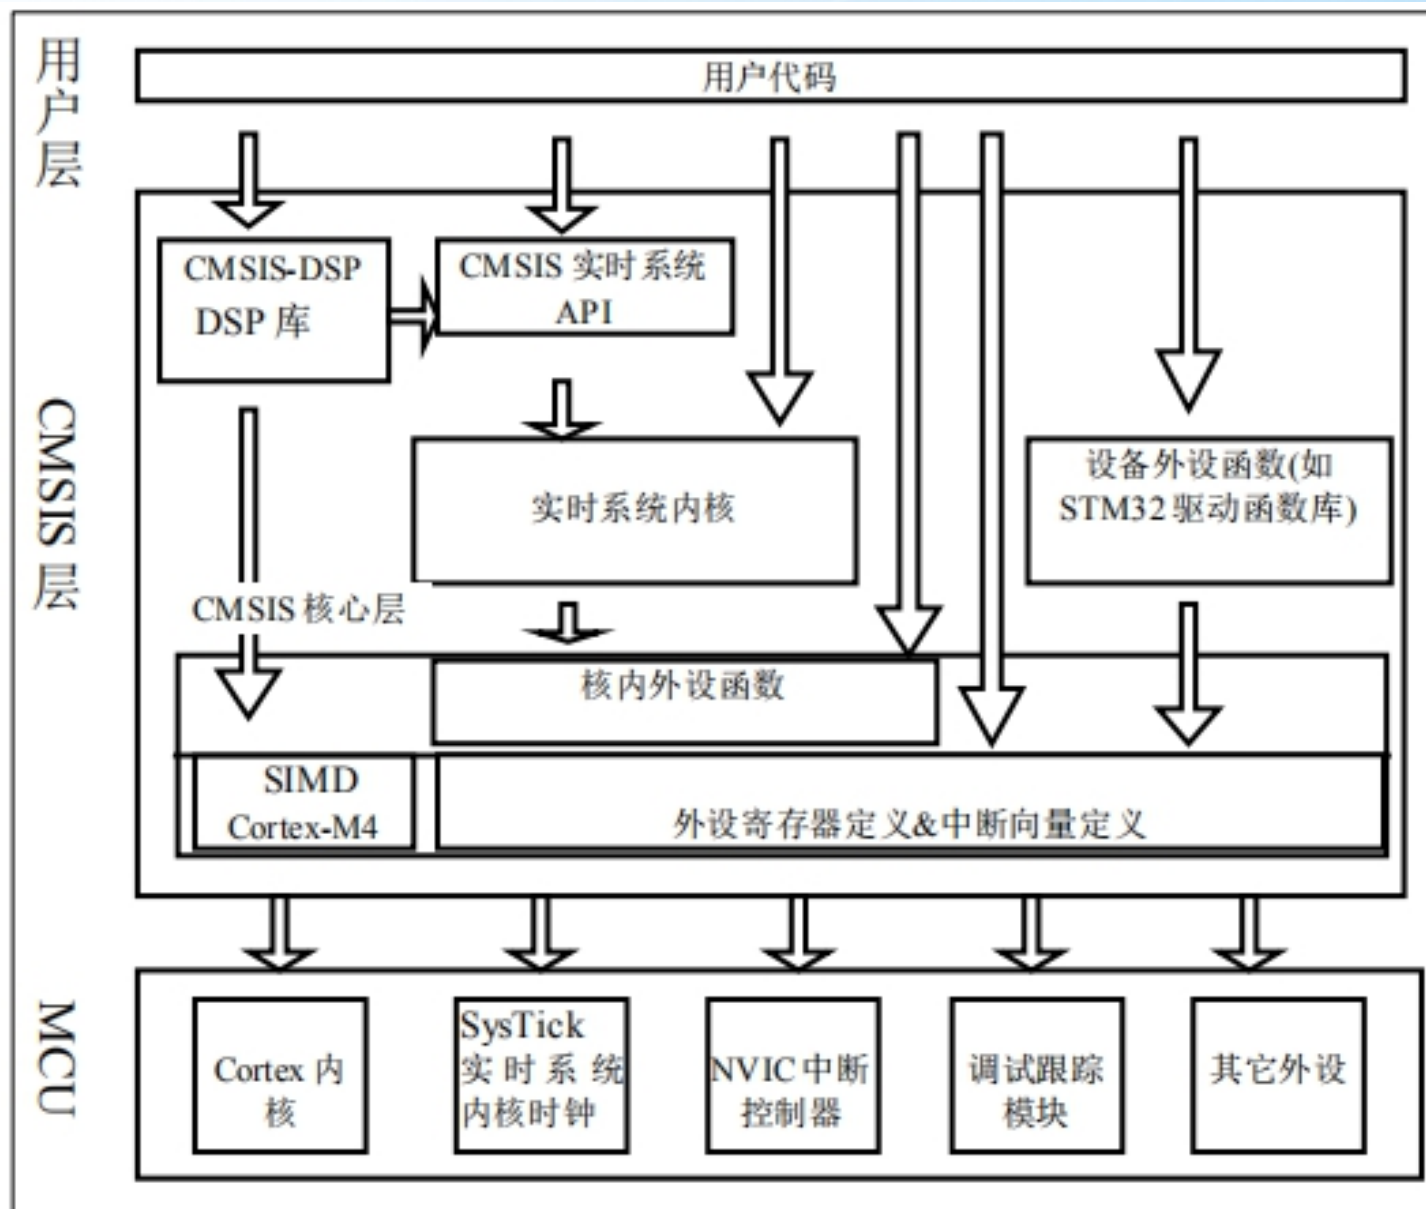 用户层
用户代码
CMSIS 层
CMSIS-DSP
DSP 库
CMSIS 实时系统
API
实时系统内核
设备外设函数(如
STM32 驱动函数库)
CMSIS 核心层
核内外设函数
SIMD
Cortex-M4
外设寄存器定义&中断向量定义
MCU
Cortex 内
核
SysTick
实时系统
内核时钟
NVIC 中断
控制器
调试跟踪
模块
其它外设